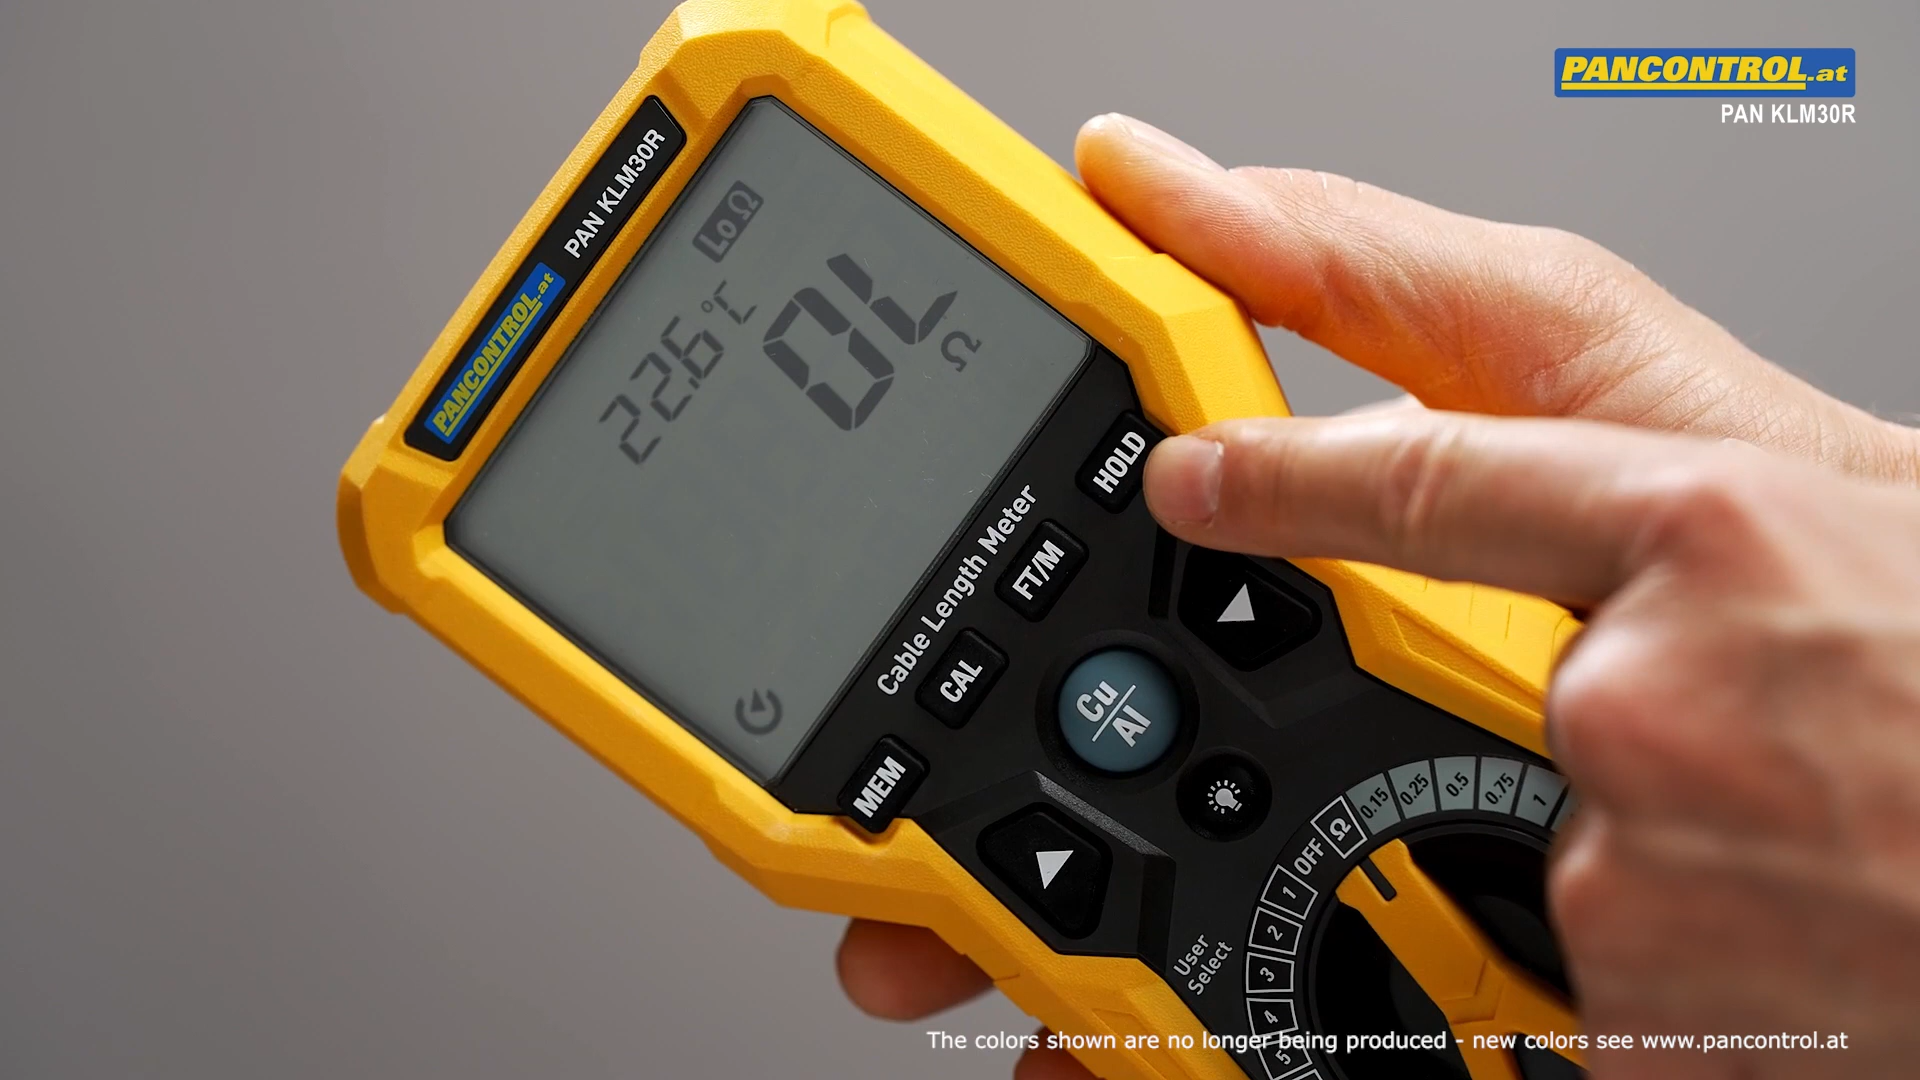 PANCONTROL.at
PAN KLM30R
PANCONTROL.at PAN KLM30R
LoΩ
22.6°C
OL Ω
Cable Length Meter
MEM
CAL
FT/M
HOLD
Cu
Al
OFF
Ω
0.15
0.25
0.5
0.75
1
1
2
3
4
5
User
Select
The colors shown are no longer being produced - new colors see www.pancontrol.at